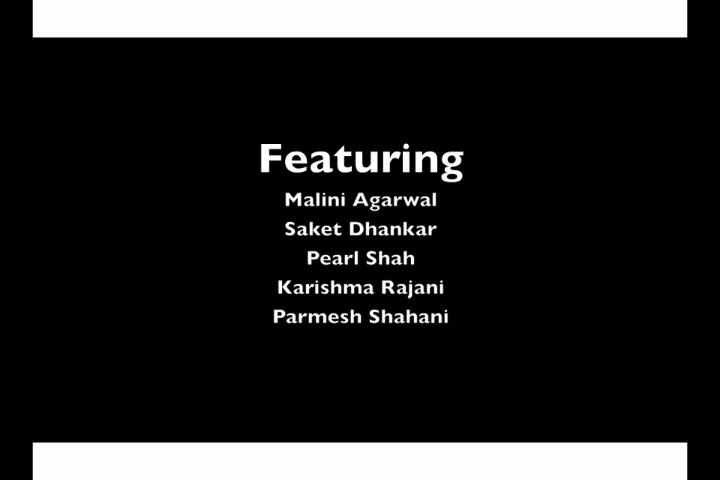 Featuring
Malini Agarwal
Saket Dhankar
Pearl Shah
Karishma Rajani
Parmesh Shahani